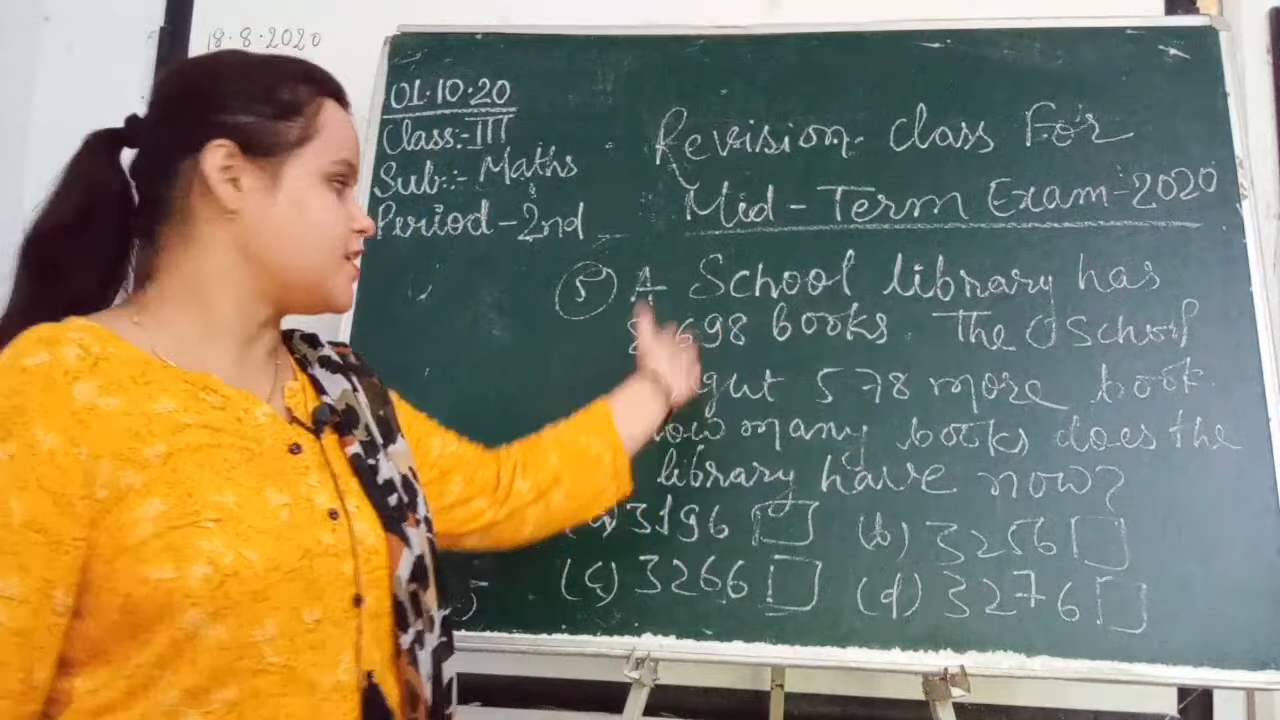 18.8.2020
01.10.20
Class:-III
Sub:- Maths
Period-2nd
Revision Class For
Mid-Term Exam-2020
(5) A School library has
698 books. The School
578 more book
many books does the
library have now?
3196
(b) 3256
(c) 3266
(d) 3276